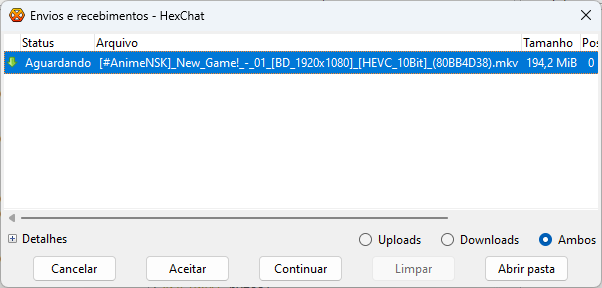 Envios e recebimentos - HexChat
Status Arquivo Tamanho Pos
Aguardando [#AnimeNSK]_New_Game!_-_01_[BD_1920x1080]_[HEVC_10Bit]_(80BB4D38).mkv 194,2 MiB 0
Detalhes Uploads Downloads Ambos
Cancelar Aceitar Continuar Limpar Abrir pasta